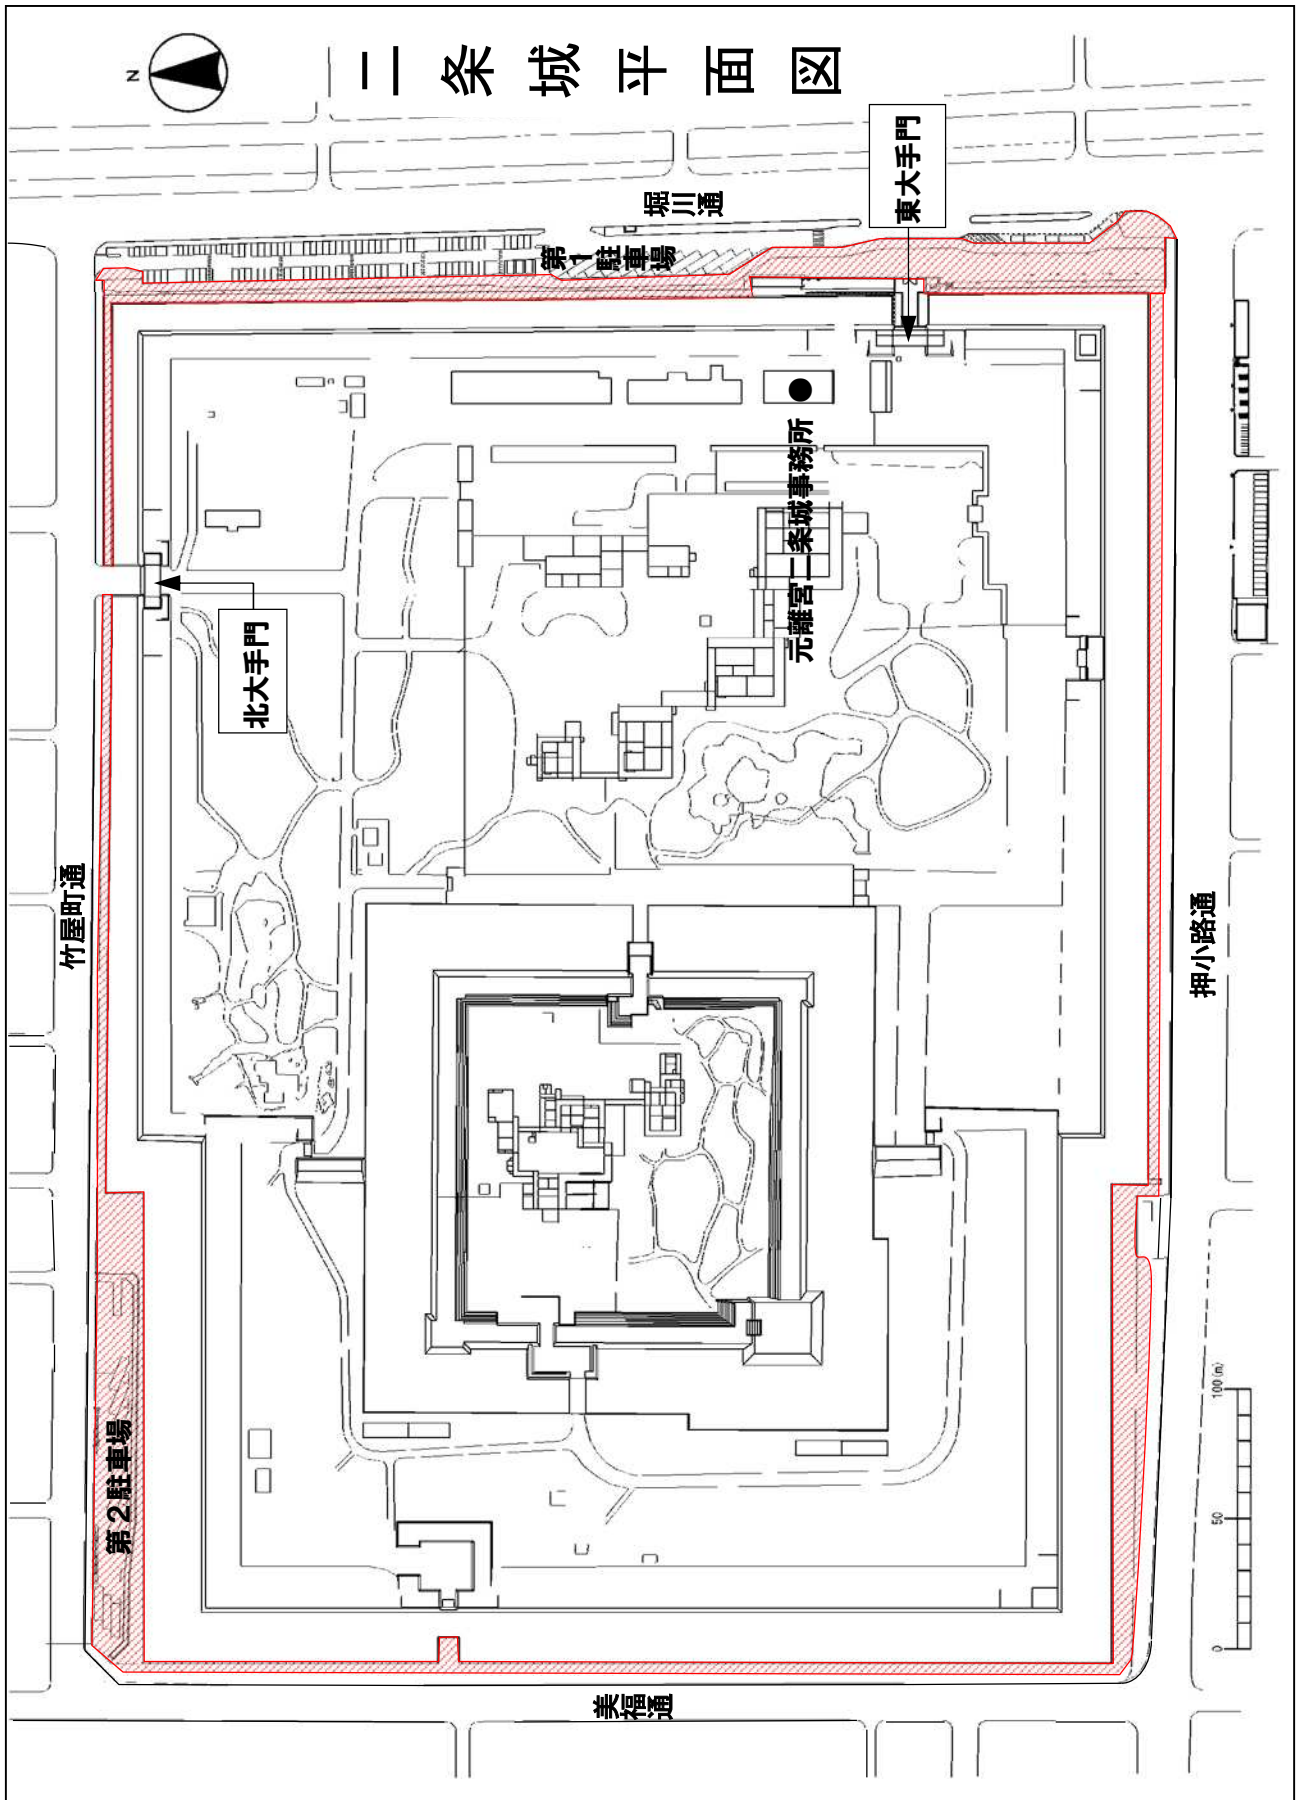 二条城平面図
N
堀川通
東大手門
第1駐車場
元離宮二条城事務所
北大手門
竹屋町通
押小路通
第2駐車場
美福通
0 50 100(m)